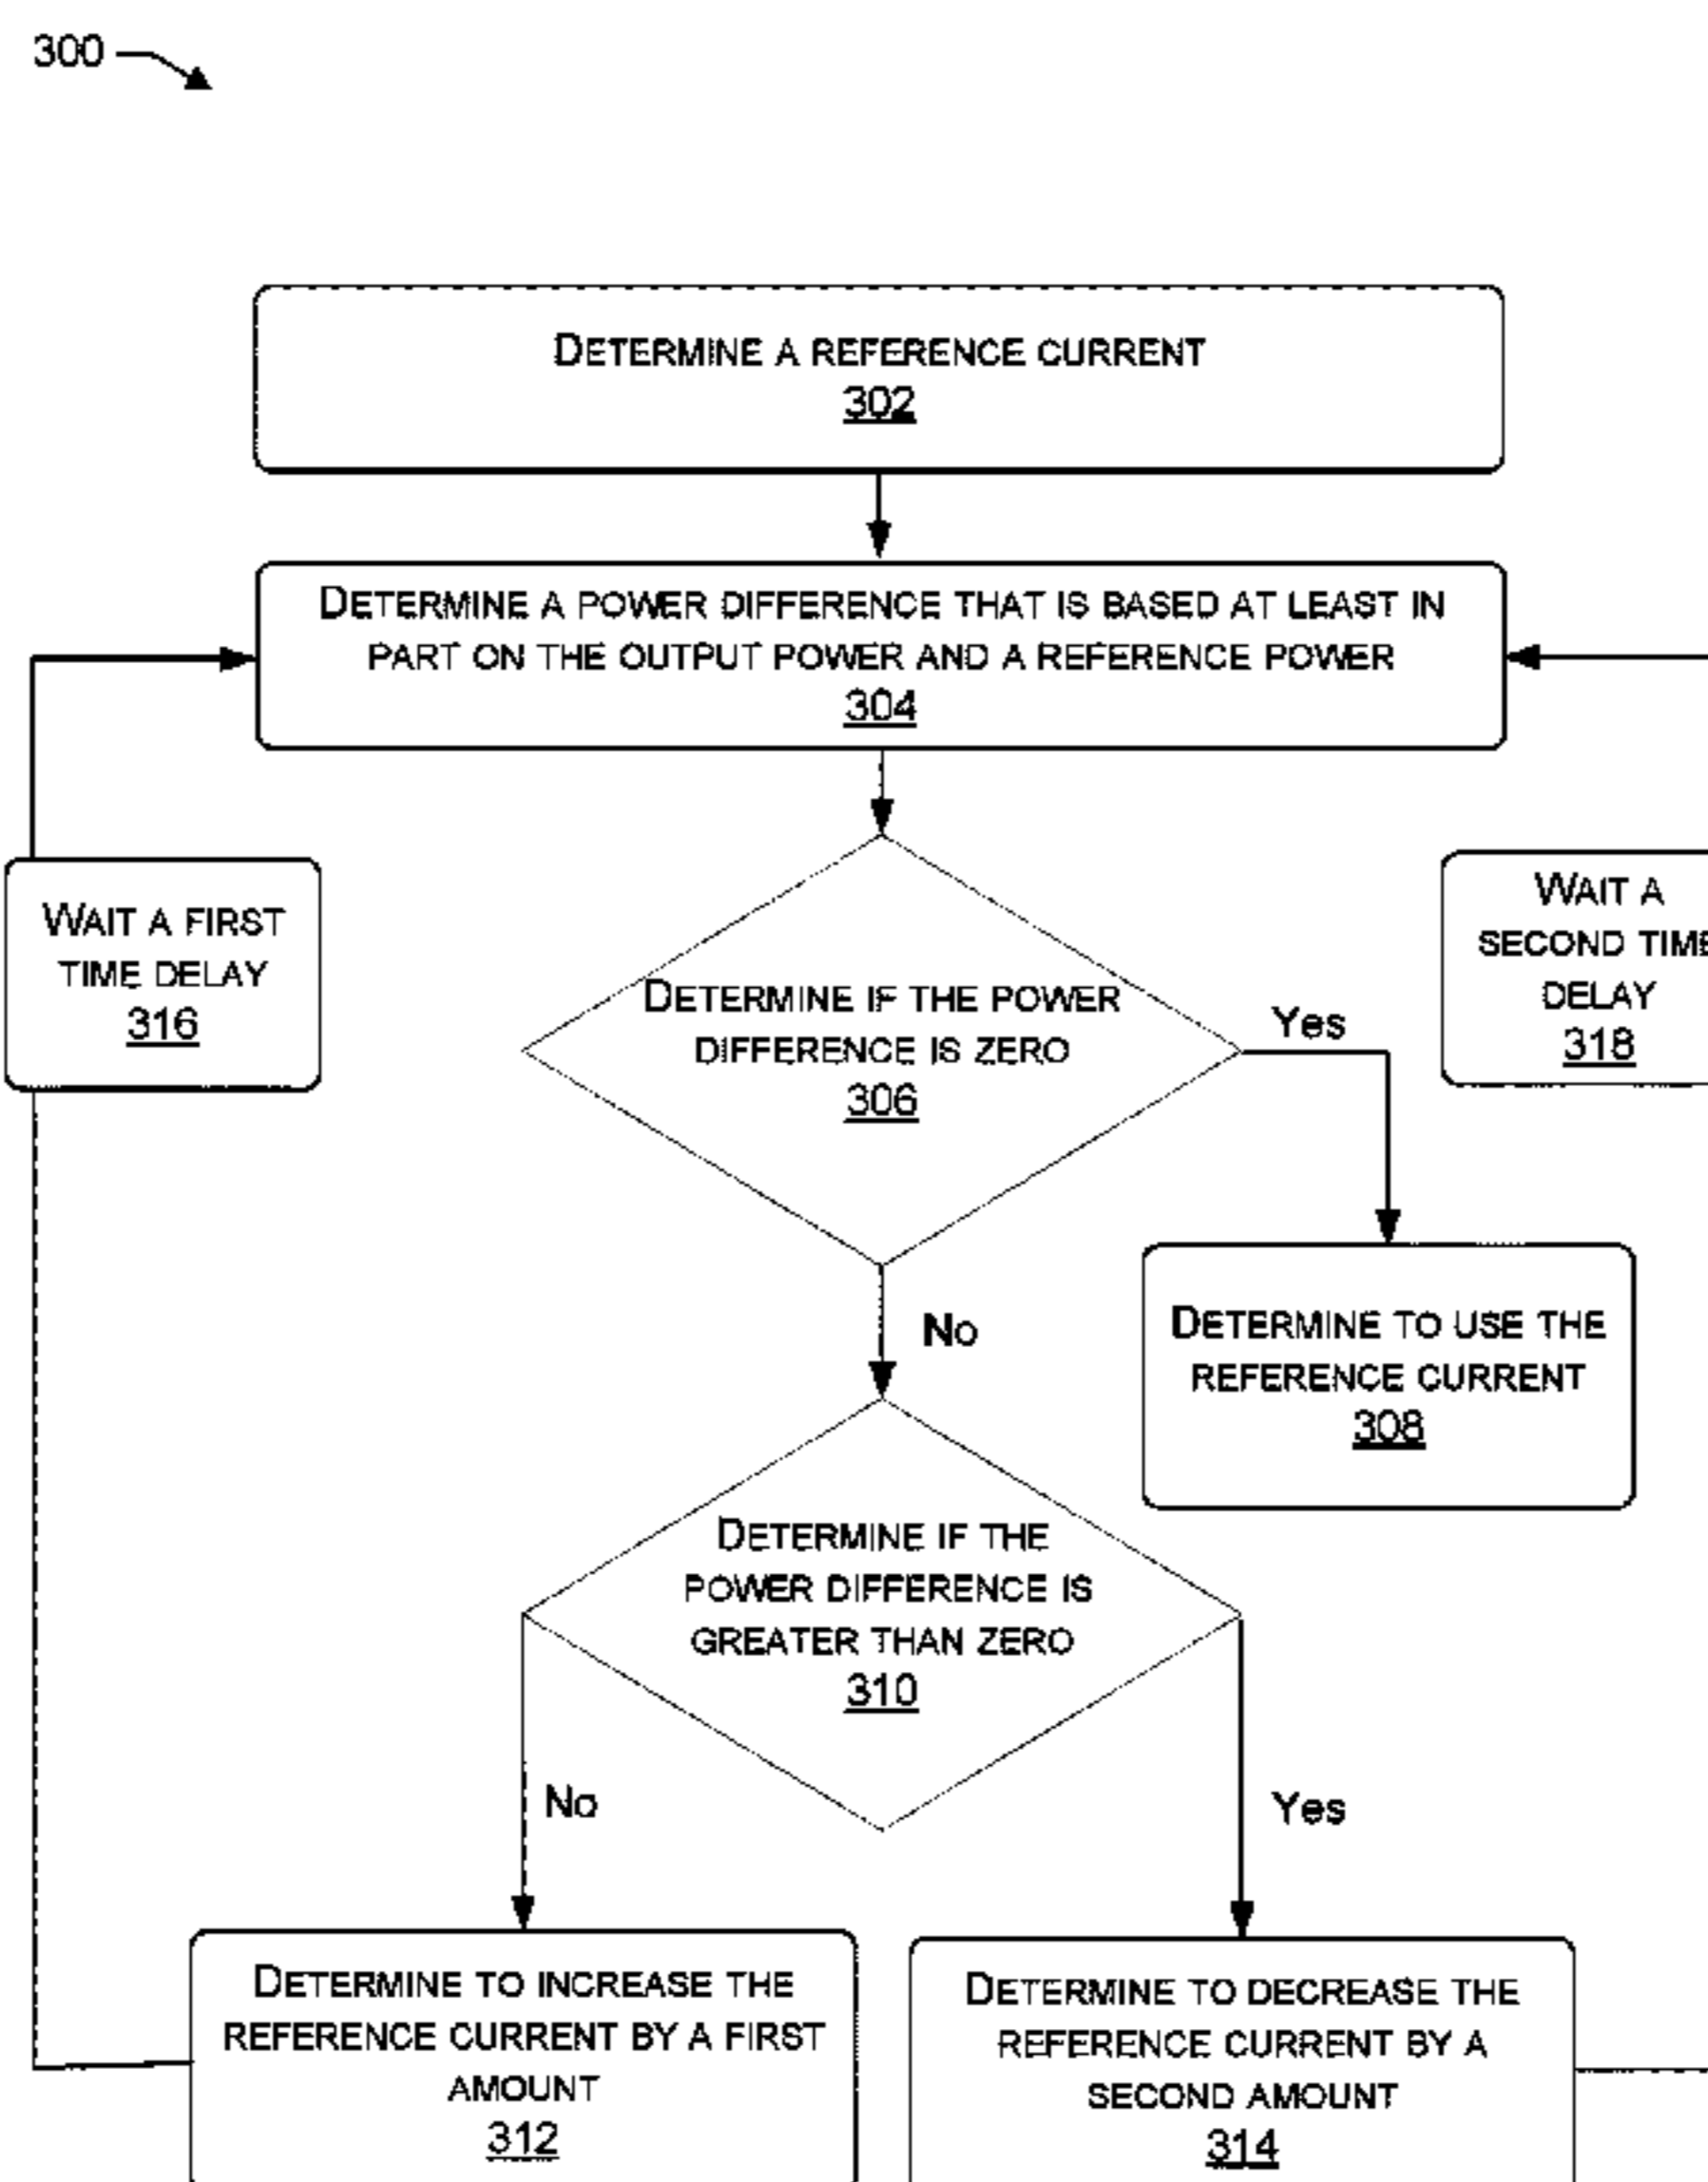 300
DETERMINE A REFERENCE CURRENT
302
DETERMINE A POWER DIFFERENCE THAT IS BASED AT LEAST IN
PART ON THE OUTPUT POWER AND A REFERENCE POWER
304
WAIT A FIRST
TIME DELAY
316
DETERMINE IF THE POWER
DIFFERENCE IS ZERO
306
Yes
WAIT A
SECOND TIME
DELAY
318
No
DETERMINE TO USE THE
REFERENCE CURRENT
308
DETERMINE IF THE
POWER DIFFERENCE IS
GREATER THAN ZERO
310
No
Yes
DETERMINE TO INCREASE THE
REFERENCE CURRENT BY A FIRST
AMOUNT
312
DETERMINE TO DECREASE THE
REFERENCE CURRENT BY A
SECOND AMOUNT
314